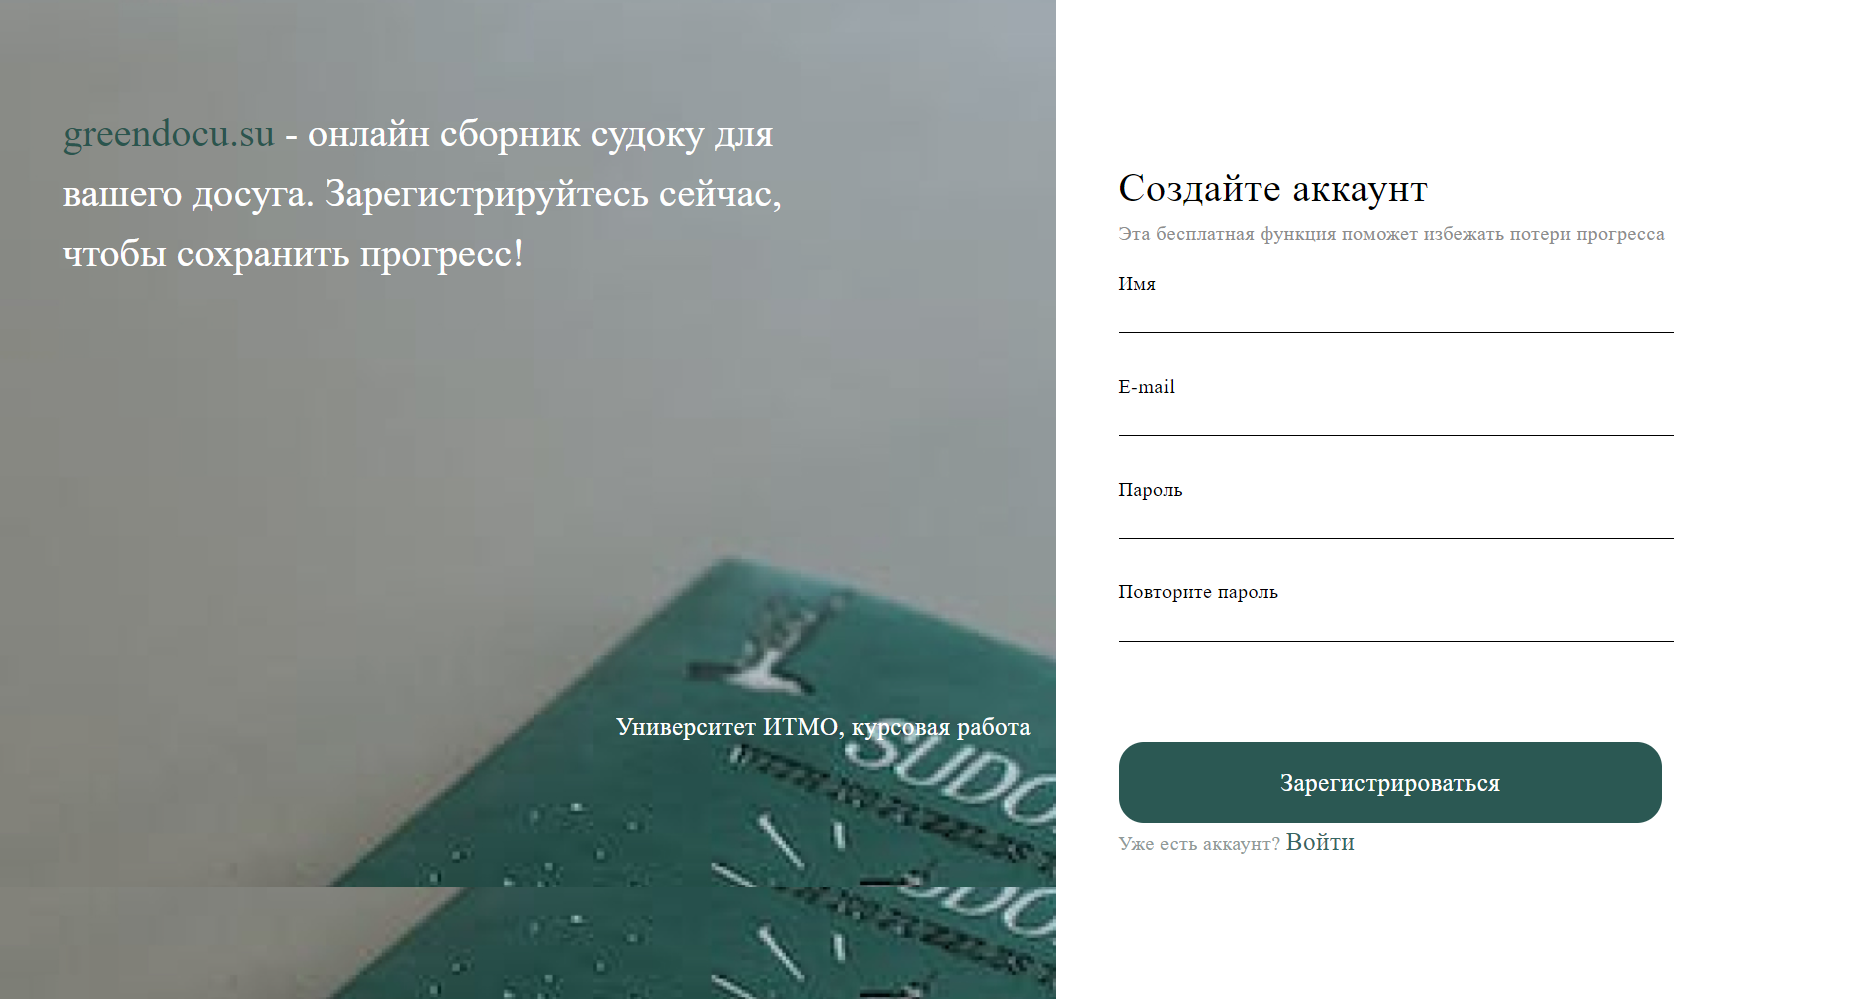 greendocu.su - онлайн сборник судоку для
вашего досуга. Зарегистрируйтесь сейчас,
чтобы сохранить прогресс!
Университет ИТМО, курсовая работа
Создайте аккаунт
Эта бесплатная функция поможет избежать потери прогресса
Имя
E-mail
Пароль
Повторите пароль
Зарегистрироваться
Уже есть аккаунт? Войти
SUDO